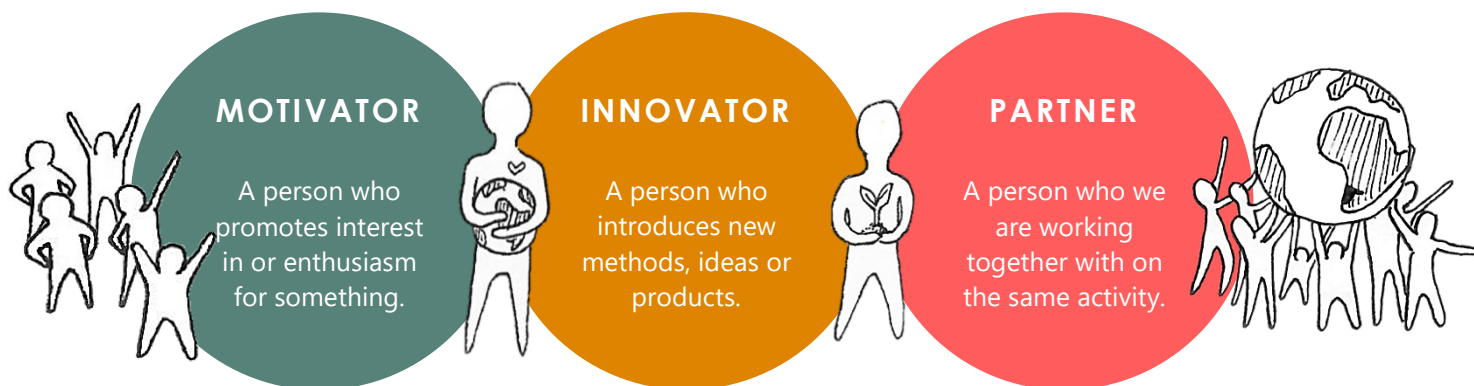 MOTIVATOR
A person who
promotes interest
in or enthusiasm
for something.
INNOVATOR
A person who
introduces new
methods, ideas or
products.
PARTNER
A person who we
are working
together with on
the same activity.